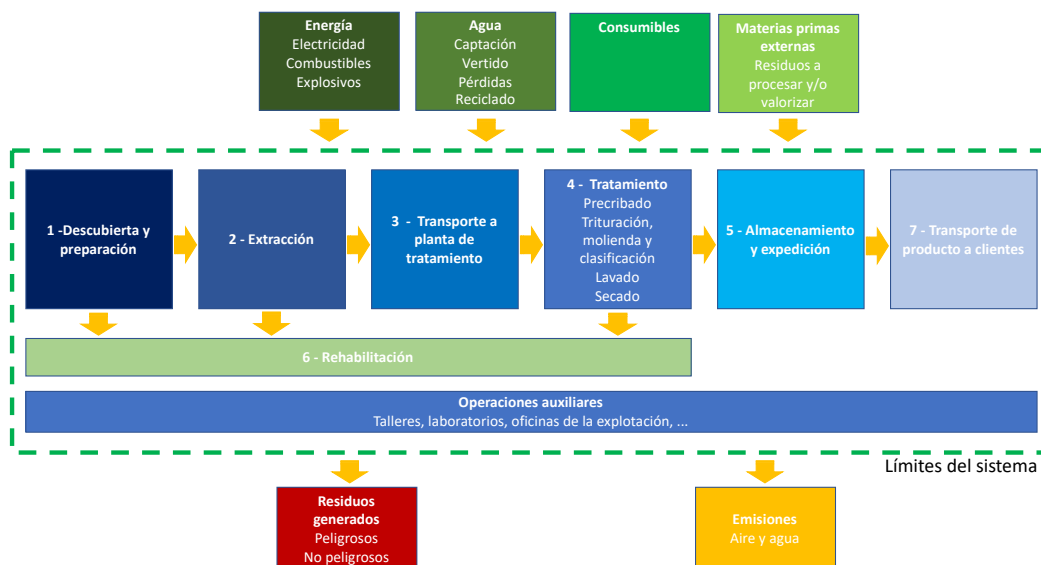 Energía
Electricidad
Combustibles
Explosivos
Agua
Captación
Vertido
Pérdidas
Reciclado
Consumibles
Materias primas
externas
Residuos a
procesar y/o
valorizar
1 -Descubierta y
preparación
2 - Extracción
3 - Transporte a
planta de
tratamiento
4 - Tratamiento
Precribado
Trituración,
molienda y
clasificación
Lavado
Secado
5 - Almacenamiento
y expedición
7 - Transporte de
producto a clientes
6 - Rehabilitación
Operaciones auxiliares
Talleres, laboratorios, oficinas de la explotación, ...
Límites del sistema
Residuos
generados
Peligrosos
No peligrosos
Emisiones
Aire y agua